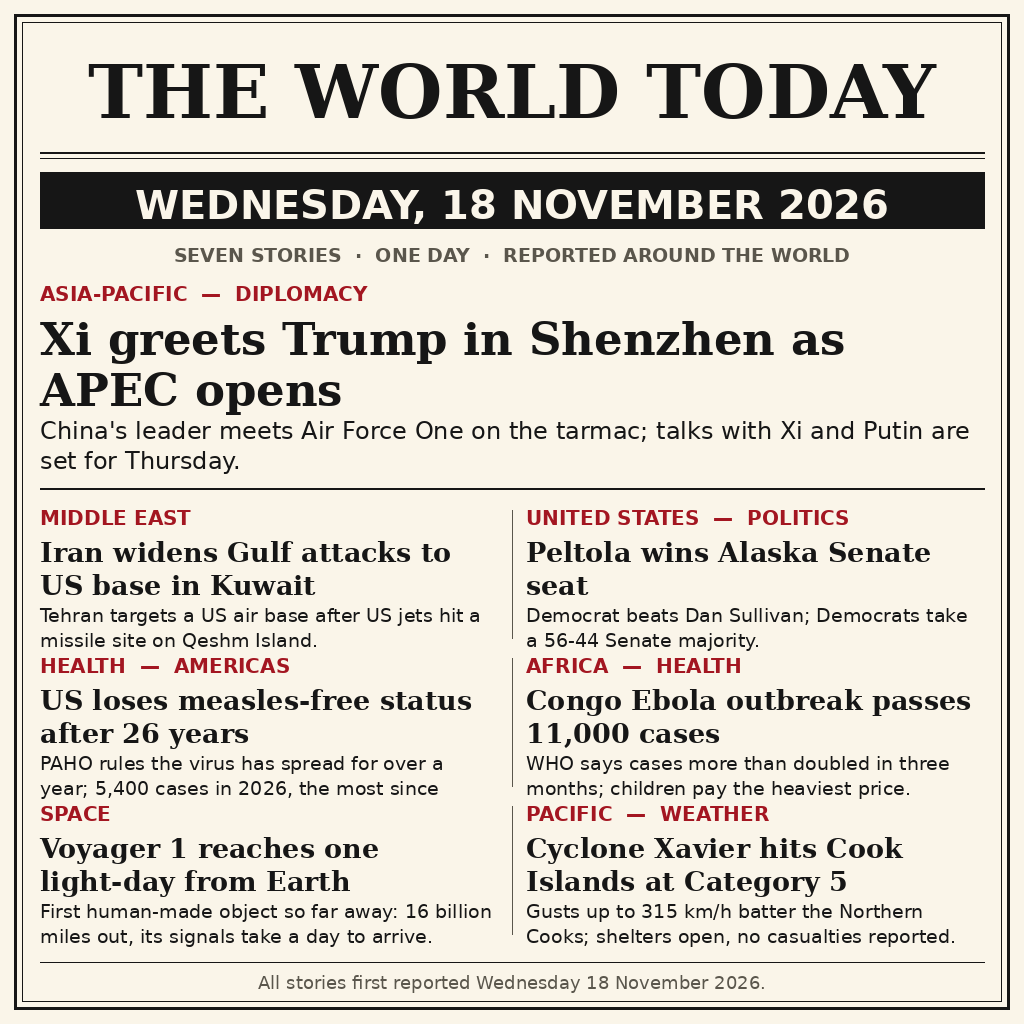 THE WORLD TODAY
WEDNESDAY, 18 NOVEMBER 2026
SEVEN STORIES · ONE DAY · REPORTED AROUND THE WORLD
ASIA-PACIFIC — DIPLOMACY
Xi greets Trump in Shenzhen as
APEC opens
China's leader meets Air Force One on the tarmac; talks with Xi and Putin are
set for Thursday.
MIDDLE EAST
Iran widens Gulf attacks to
US base in Kuwait
Tehran targets a US air base after US jets hit a
missile site on Qeshm Island.
UNITED STATES — POLITICS
Peltola wins Alaska Senate
seat
Democrat beats Dan Sullivan; Democrats take
a 56-44 Senate majority.
HEALTH — AMERICAS
US loses measles-free status
after 26 years
PAHO rules the virus has spread for over a
year; 5,400 cases in 2026, the most since
AFRICA — HEALTH
Congo Ebola outbreak passes
11,000 cases
WHO says cases more than doubled in three
months; children pay the heaviest price.
SPACE
Voyager 1 reaches one
light-day from Earth
First human-made object so far away: 16 billion
miles out, its signals take a day to arrive.
PACIFIC — WEATHER
Cyclone Xavier hits Cook
Islands at Category 5
Gusts up to 315 km/h batter the Northern
Cooks; shelters open, no casualties reported.
All stories first reported Wednesday 18 November 2026.